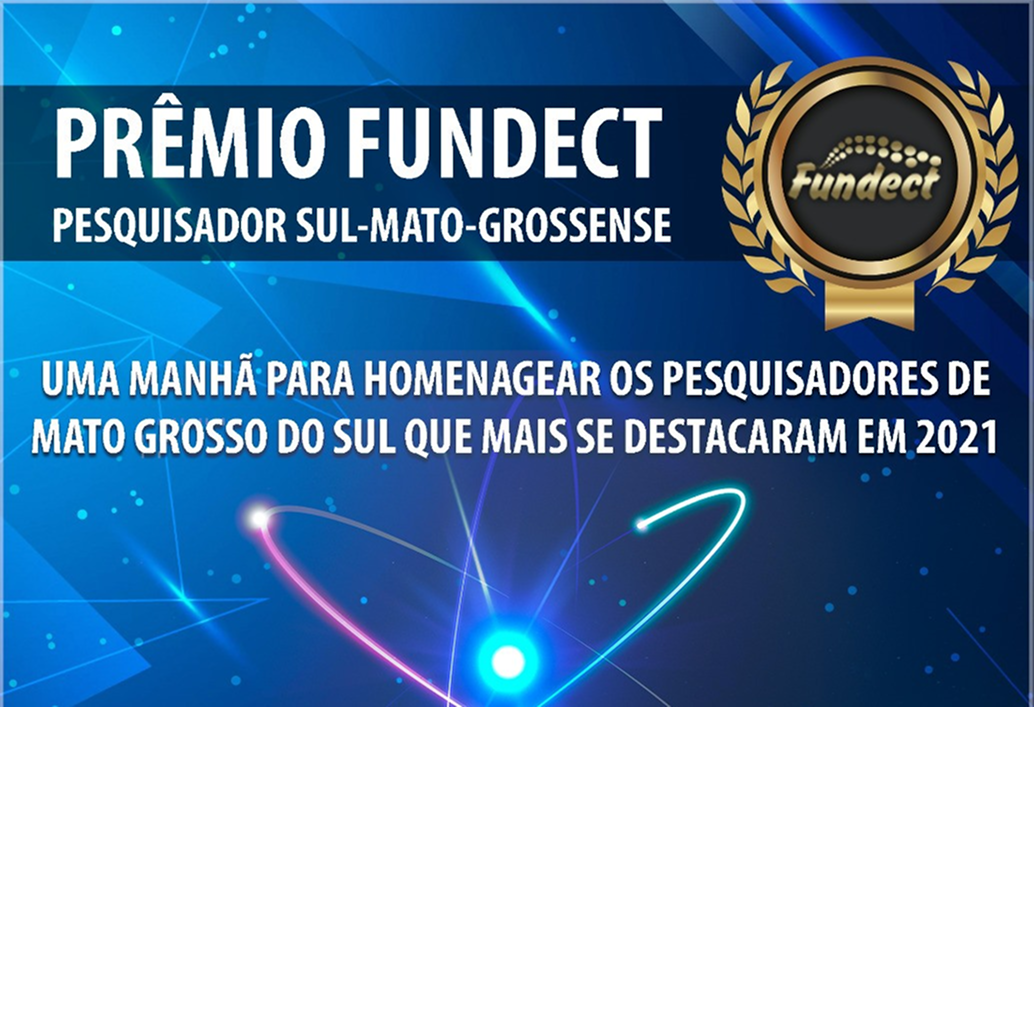 PRÊMIO FUNDECT
PESQUISADOR SUL-MATO-GROSSENSE
Fundect
UMA MANHÃ PARA HOMENAGEAR OS PESQUISADORES DE
MATO GROSSO DO SUL QUE MAIS SE DESTACARAM EM 2021